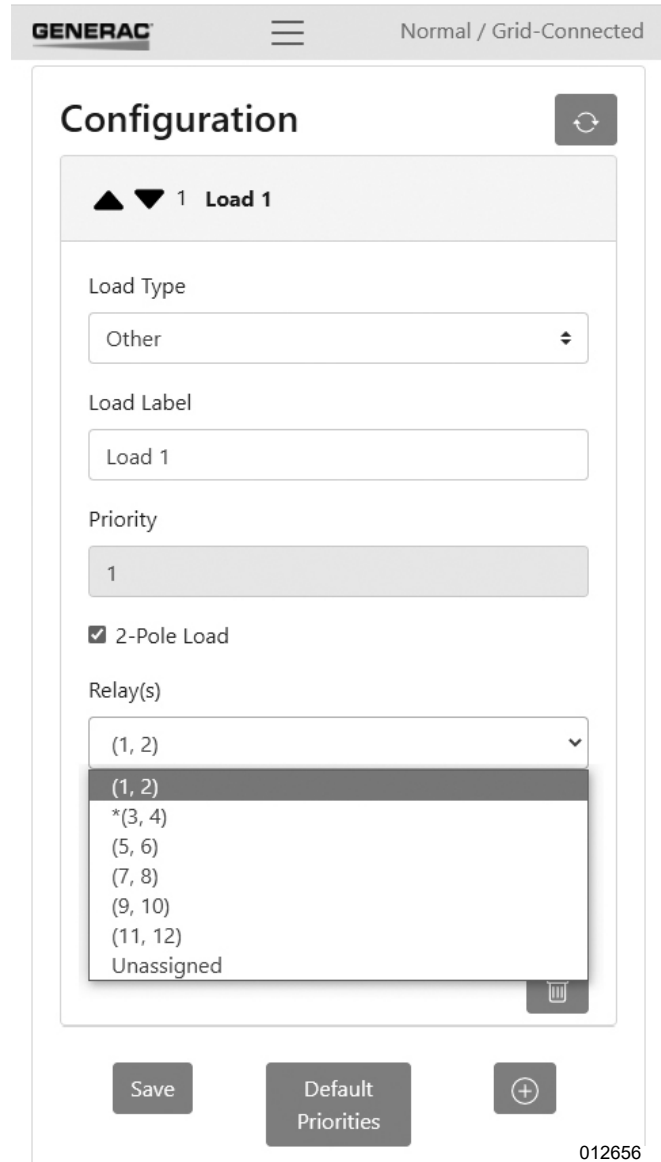 GENERAC
Normal / Grid-Connected
Configuration
1 Load 1
Load Type
Other
Load Label
Load 1
Priority
1
2-Pole Load
Relay(s)
(1, 2)
(1, 2)
*(3, 4)
(5, 6)
(7, 8)
(9, 10)
(11, 12)
Unassigned
Save
Default
Priorities
012656